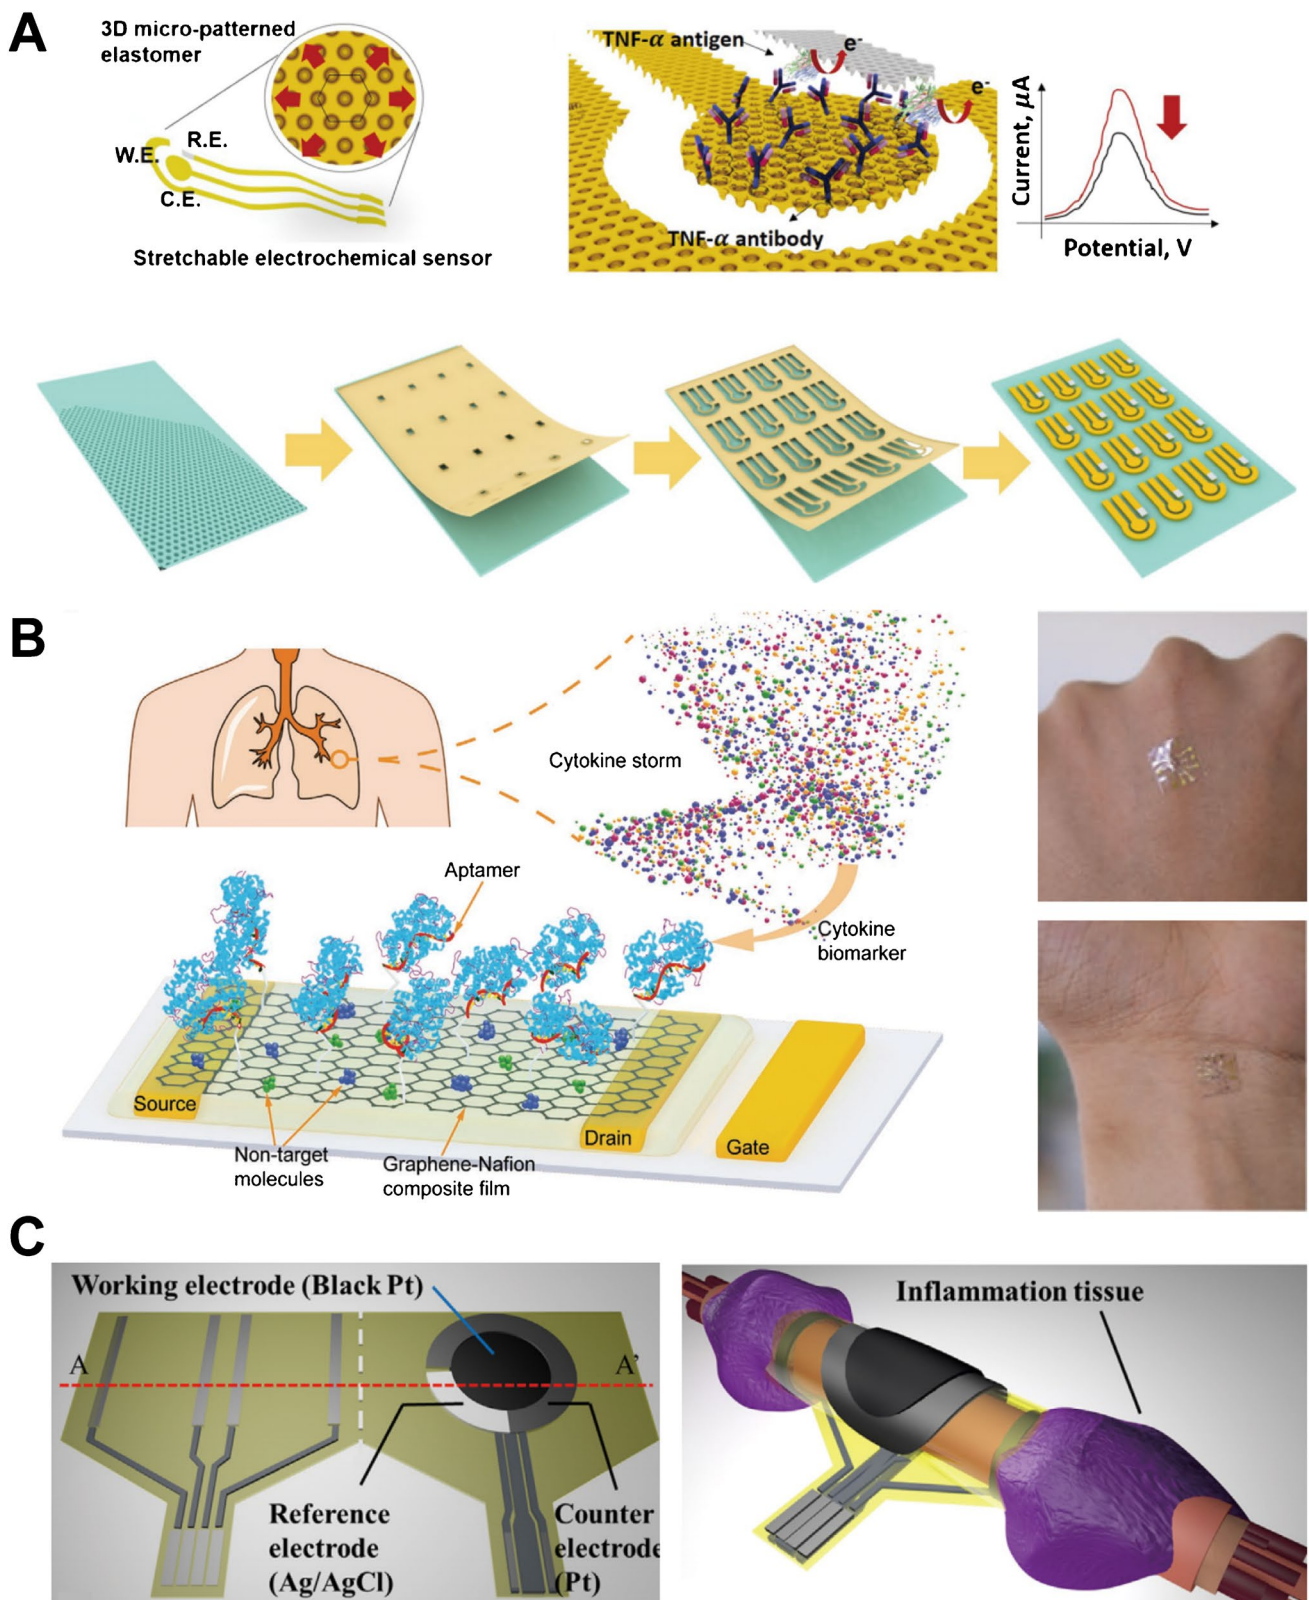 A
3D micro-patterned
elastomer
R.E.
W.E.
C.E.
Stretchable electrochemical sensor
TNF-α antigen
e-
e-
TNF-α antibody
Current, μA
Potential, V
B
Cytokine storm
Aptamer
Cytokine
biomarker
Source
Drain
Gate
Non-target
molecules
Graphene-Nafion
composite film
C
Working electrode (Black Pt)
A
A'
Reference
electrode
(Ag/AgCl)
Counter
electrode
(Pt)
Inflammation tissue